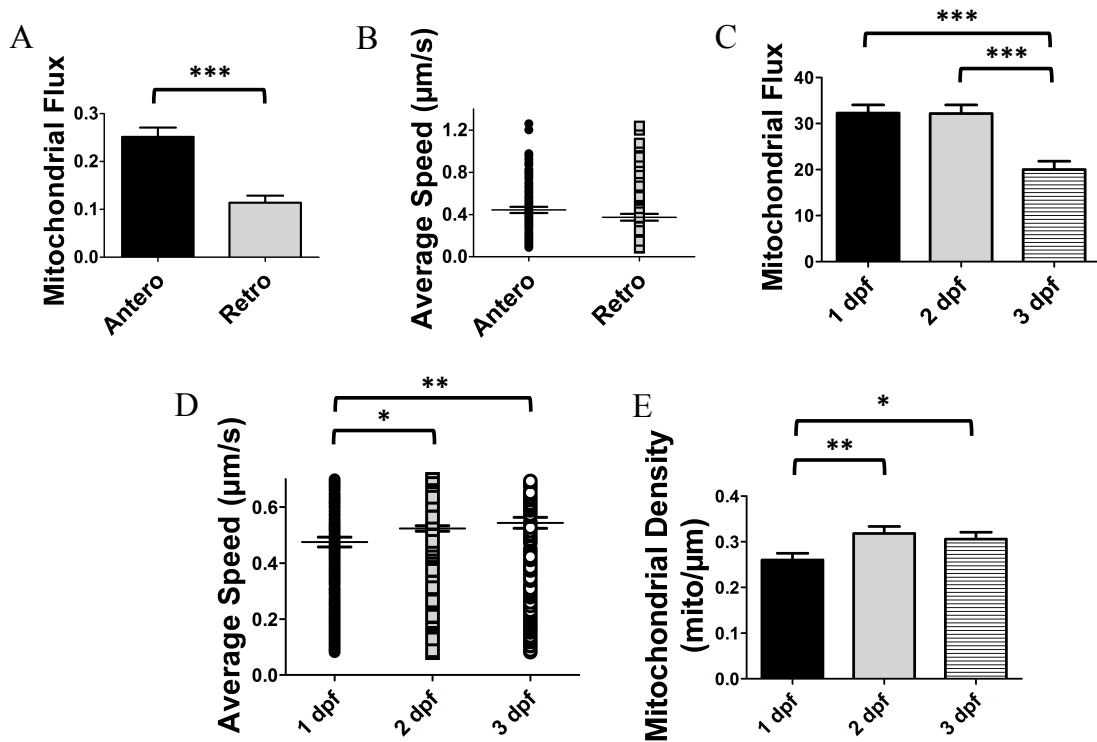 A
Mitochondrial Flux
***
0.3
0.2
0.1
0.0
Antero
Retro
B
Average Speed (µm/s)
1.2
0.8
0.4
0.0
Antero
Retro
C
Mitochondrial Flux
***
***
40
30
20
10
0
1 dpf
2 dpf
3 dpf
D
Average Speed (µm/s)
**
*
0.6
0.4
0.2
0.0
1 dpf
2 dpf
3 dpf
E
Mitochondrial Density
(mito/µm)
*
**
0.4
0.3
0.2
0.1
0.0
1 dpf
2 dpf
3 dpf